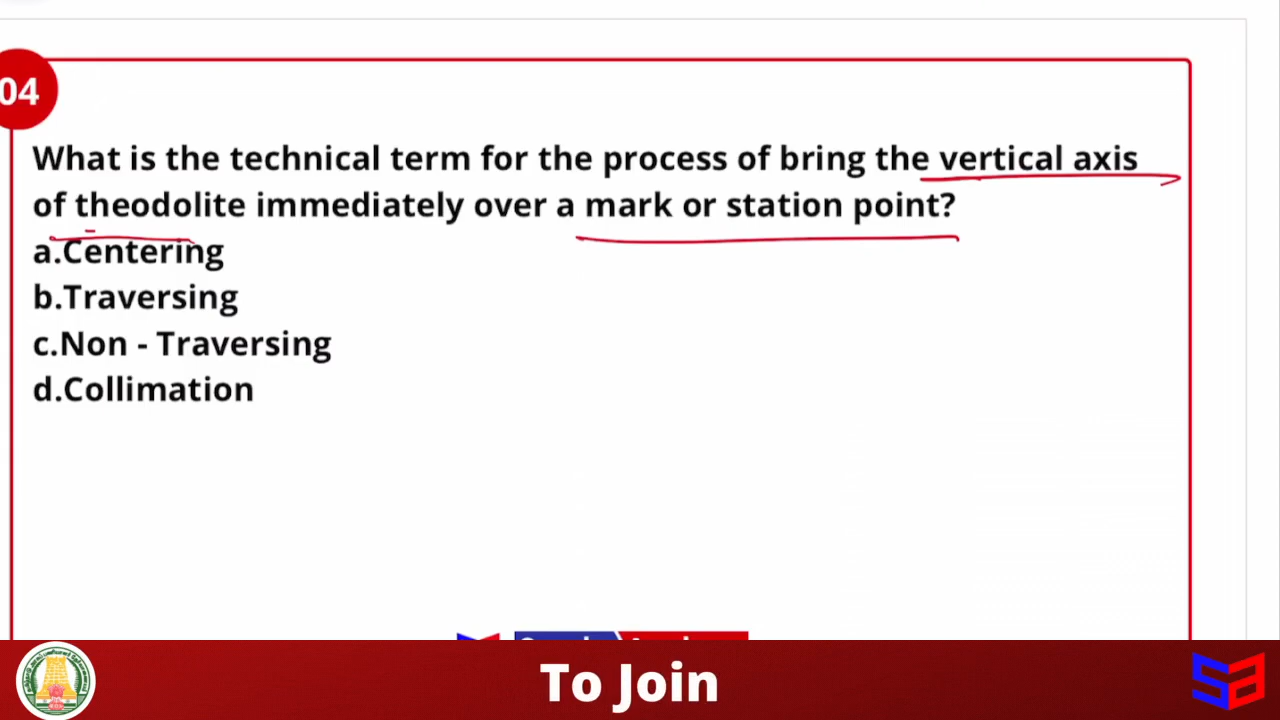 04
What is the technical term for the process of bring the vertical axis
of theodolite immediately over a mark or station point?
a.Centering
b.Traversing
c.Non - Traversing
d.Collimation
To Join